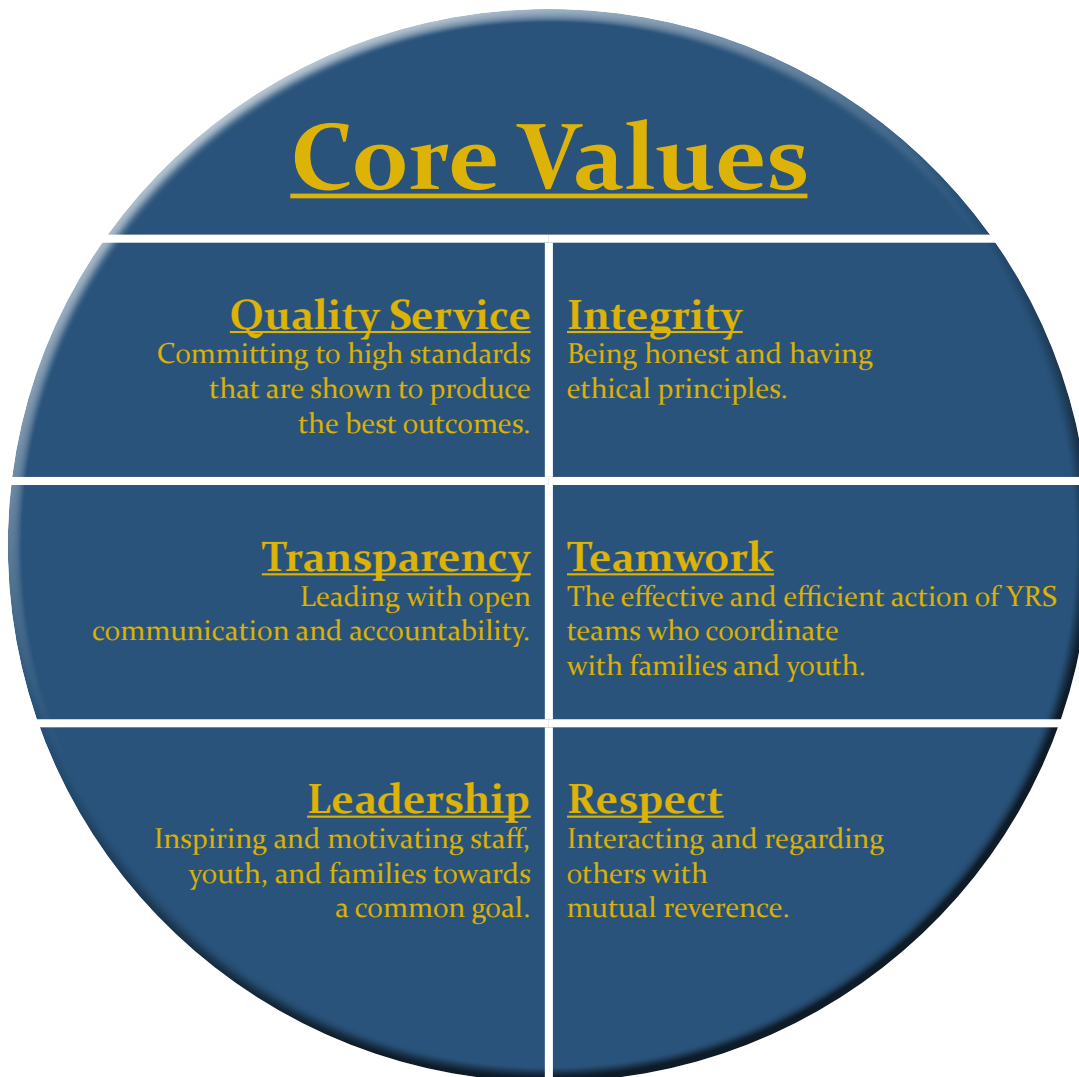 Core Values
Quality Service
Committing to high standards
that are shown to produce
the best outcomes.
Integrity
Being honest and having
ethical principles.
Transparency
Leading with open
communication and accountability.
Teamwork
The effective and efficient action of YRS
teams who coordinate
with families and youth.
Leadership
Inspiring and motivating staff,
youth, and families towards
a common goal.
Respect
Interacting and regarding
others with
mutual reverence.